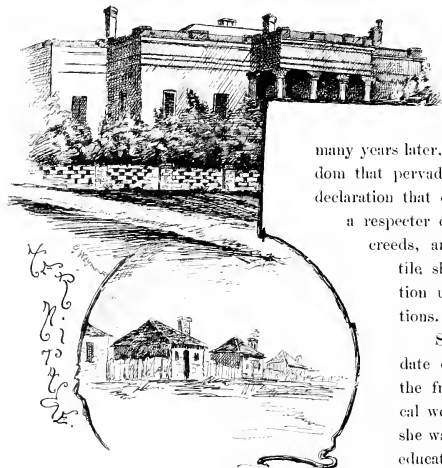 many years later,
dom that pervad
declaration that
a respecter
creeds, an
tile, sh
tion u
tions.
S
date
the fr
cal we
she wa
educat